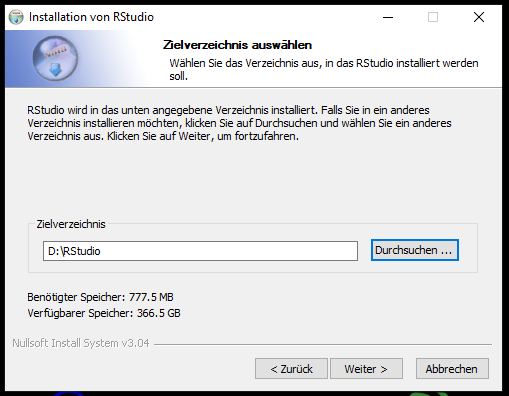 Installation von RStudio
Zielverzeichnis auswählen
Wählen Sie das Verzeichnis aus, in das RStudio installiert werden
soll.
RStudio wird in das unten angegebene Verzeichnis installiert. Falls Sie in ein anderes
Verzeichnis installieren möchten, klicken Sie auf Durchsuchen und wählen Sie ein anderes
Verzeichnis aus. Klicken Sie auf Weiter, um fortzufahren.
Zielverzeichnis
D:\RStudio
Durchsuchen ...
Benötigter Speicher: 777.5 MB
Verfügbarer Speicher: 366.5 GB
Nullsoft Install System v3.04
< Zurück
Weiter >
Abbrechen